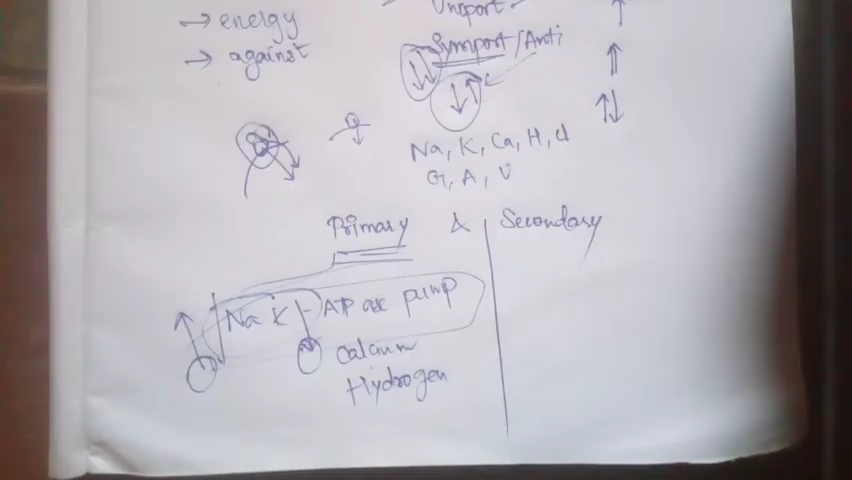 → energy
→ against
Uniport
Symport/Anti
Na, K, Ca, H, Cl
G, A, U
Primary & Secondary
Na K - ATP ase pump
Calcium
Hydrogen